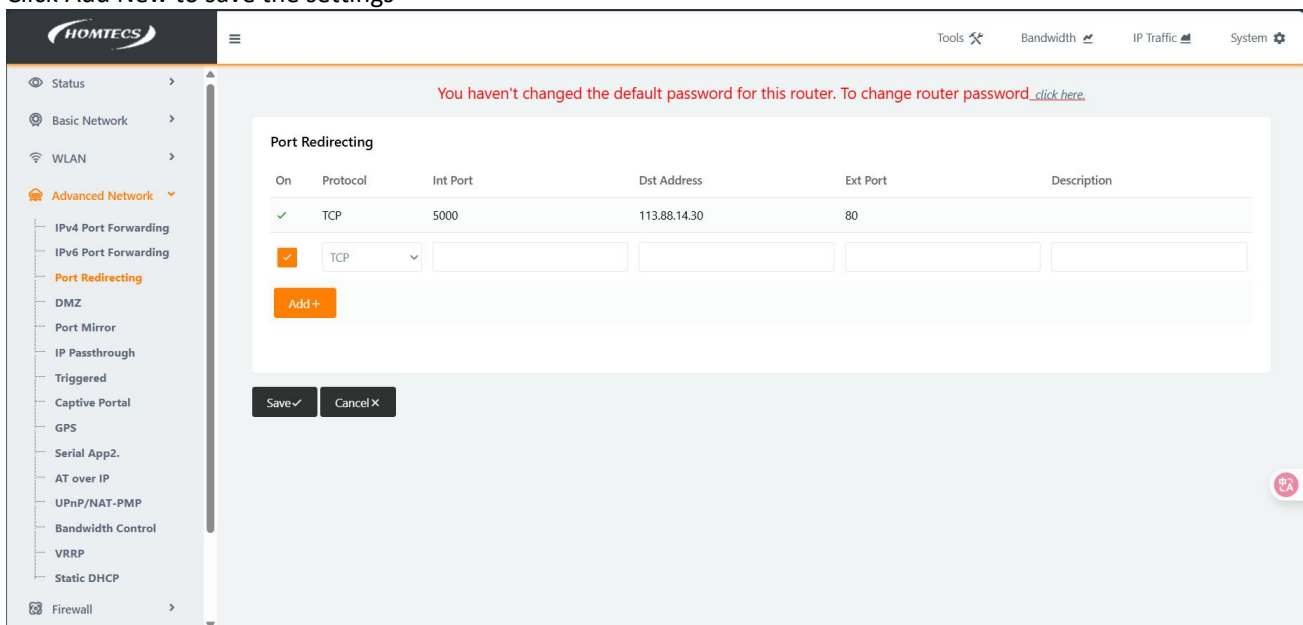 Click Add New to save the settings
HOMTECS
Tools Bandwidth IP Traffic System
Status
Basic Network
WLAN
Advanced Network
IPv4 Port Forwarding
IPv6 Port Forwarding
Port Redirecting
DMZ
Port Mirror
IP Passthrough
Triggered
Captive Portal
GPS
Serial App2.
AT over IP
UPnP/NAT-PMP
Bandwidth Control
VRRP
Static DHCP
Firewall
You haven't changed the default password for this router. To change router password click here.
Port Redirecting
On Protocol Int Port Dst Address Ext Port Description
TCP 5000 113.88.14.30 80
TCP
Add +
Save Cancel
中 A